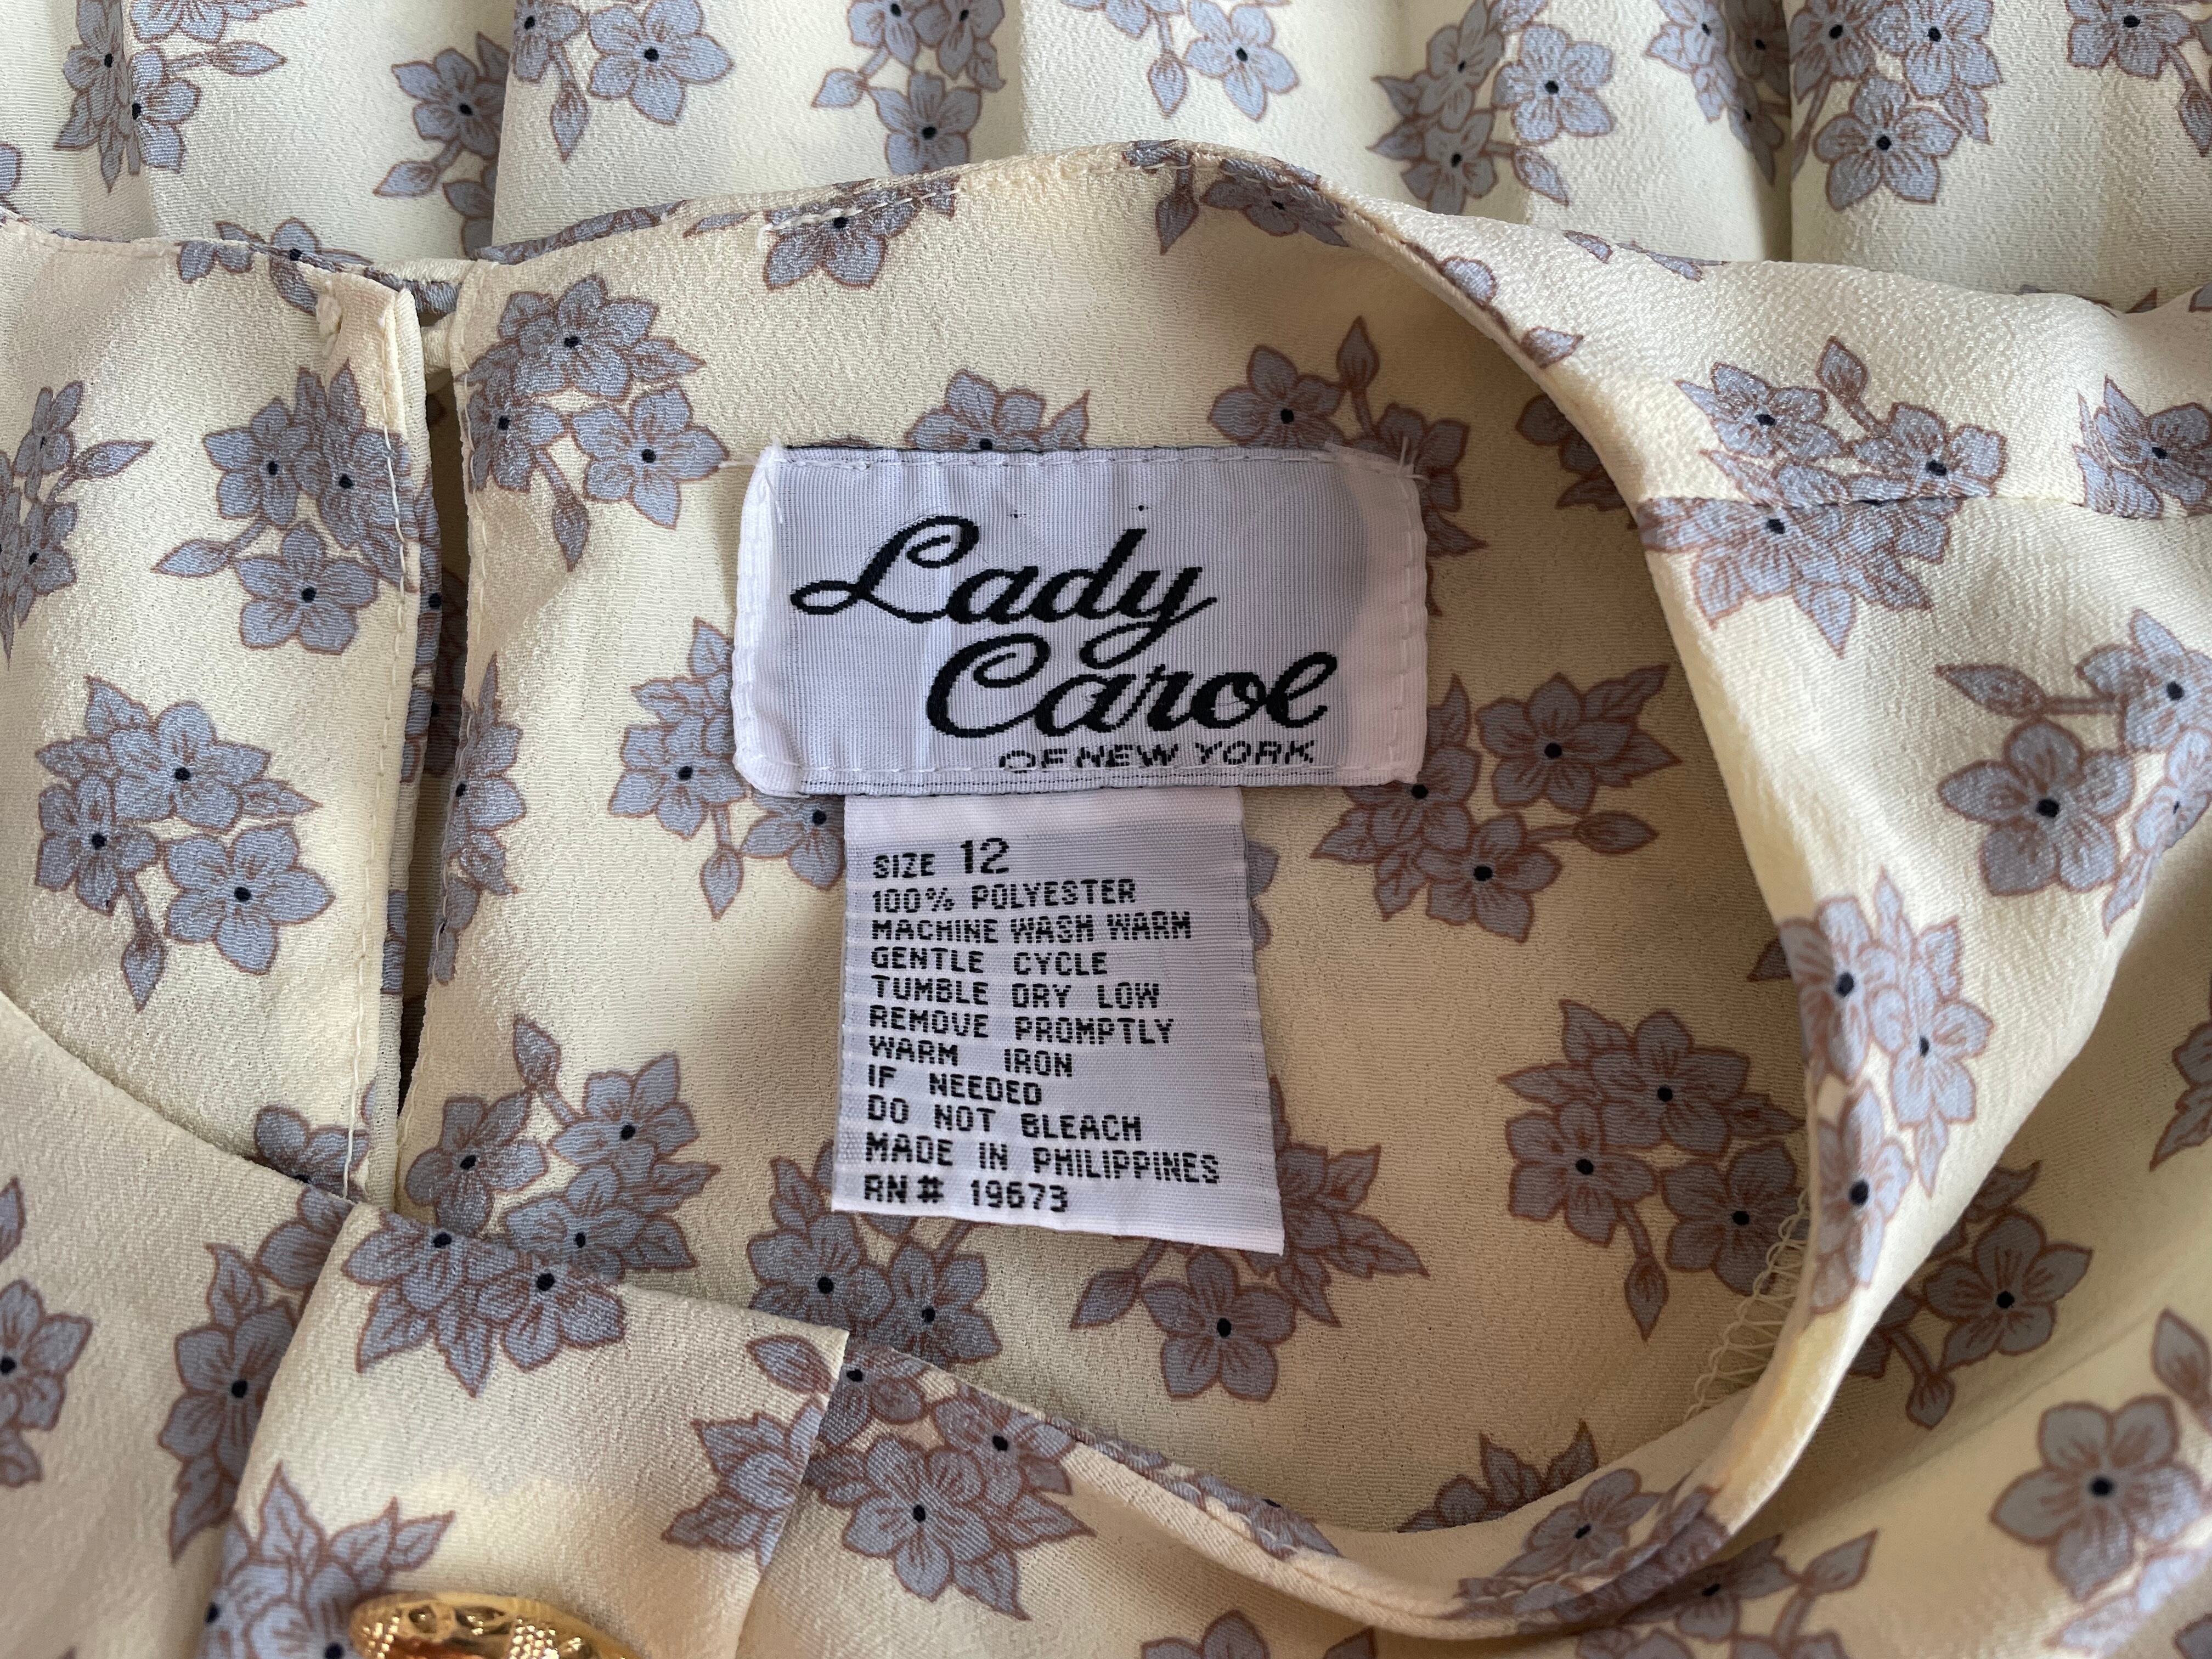 Lady
Carol
OF NEW YORK
SIZE 12
100% POLYESTER
MACHINE WASH WARM
GENTLE CYCLE
TUMBLE DRY LOW
REMOVE PROMPTLY
WARM IRON
IF NEEDED
DO NOT BLEACH
MADE IN PHILIPPINES
RN# 19673